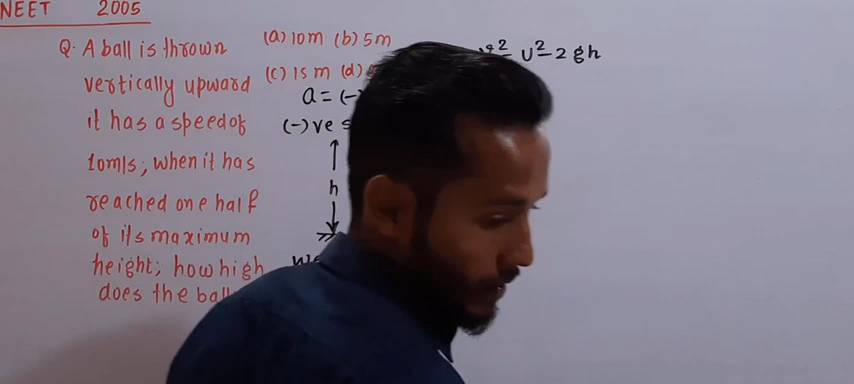 NEET 2005
Q. A ball is thrown
vertically upward
it has a speed of
10m/s; when it has
reached one half
of its maximum
height; how high
does the ball
(a) 10m (b) 5m
(c) 15m (d)
a = (-)
(-)ve
h
u² - 2gh